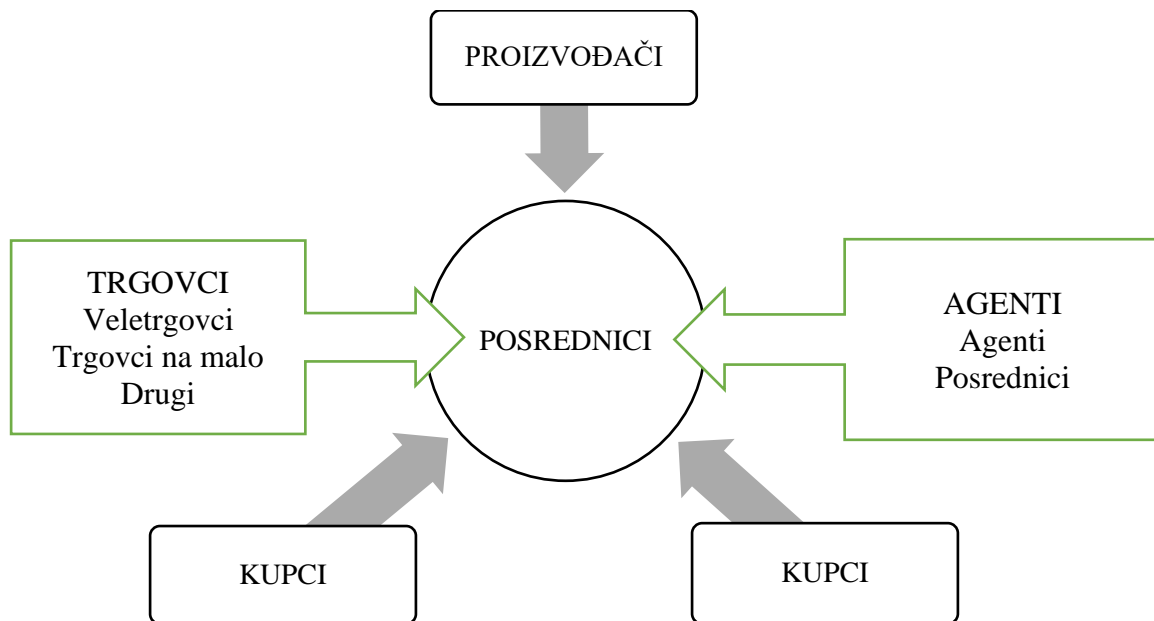 PROIZVOĐAČI
TRGOVCI
Veletrgovci
Trgovci na malo
Drugi
POSREDNICI
AGENTI
Agenti
Posrednici
KUPCI
KUPCI